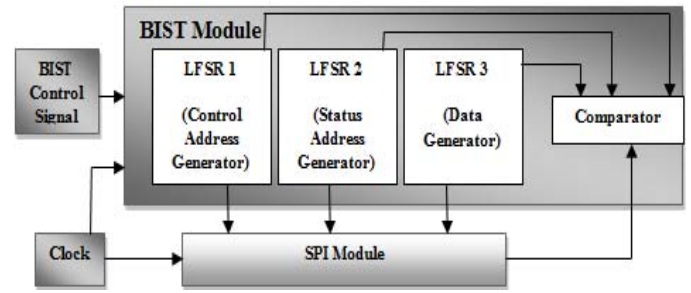 BIST Module
BIST
Control
Signal
LFSR 1
(Control
Address
Generator)
LFSR 2
(Status
Address
Generator)
LFSR 3
(Data
Generator)
Comparator
Clock
SPI Module